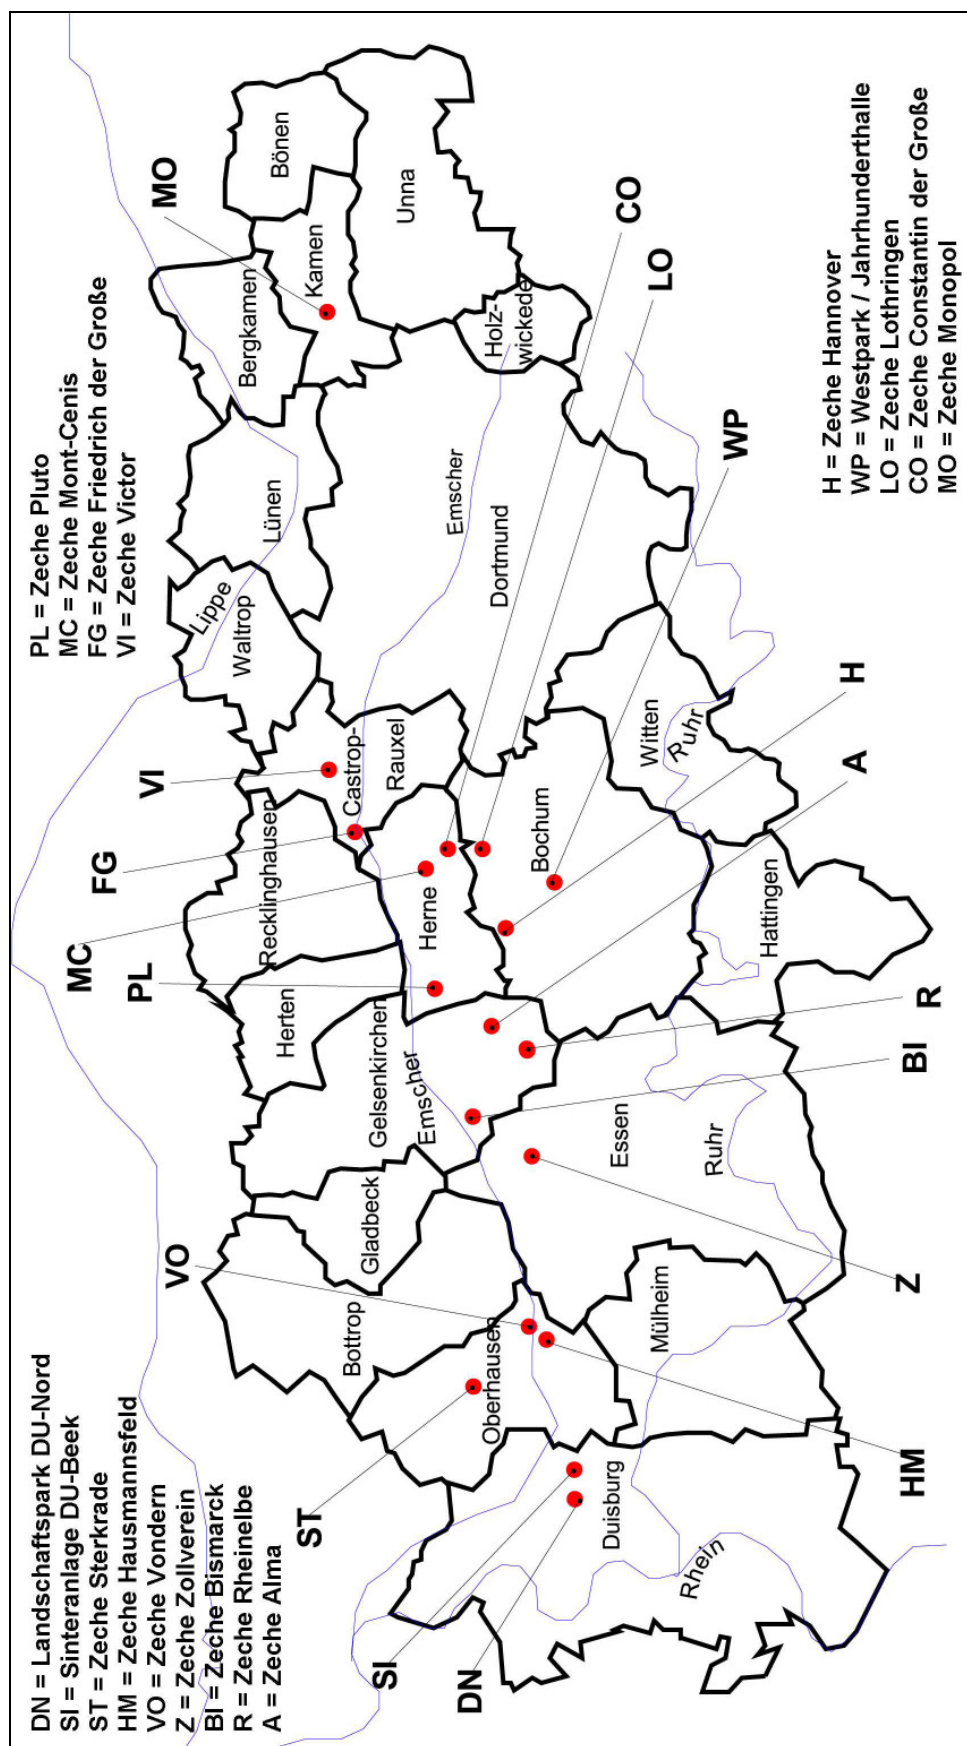 DN = Landschaftspark DU-Nord
SI = Sinteranlage DU-Beek
ST = Zeche Sterkrade
HM = Zeche Hausmannsfeld
VO = Zeche Vondern
Z = Zeche Zollverein
BI = Zeche Bismarck
R = Zeche Rheinelbe
A = Zeche Alma
PL = Zeche Pluto
MC = Zeche Mont-Cenis
FG = Zeche Friedrich der Große
VI = Zeche Victor
VO
MC
PL
FG
VI
MO
ST
SI
DN
Bottrop
Gladbeck
Gelsenkirchen
Emscher
Herten
Recklinghausen
Castrop-
Rauxel
Waltrop
Lippe
Lünen
Bergkamen
Kamen
Bönen
Unna
Holz-
wickede
Emscher
Dortmund
Oberhausen
Duisburg
Rhein
Mülheim
Essen
Ruhr
Herne
Bochum
Hattingen
Witten
Ruhr
HM
Z
BI
R
A
H
WP
LO
CO
H = Zeche Hannover
WP = Westpark / Jahrhunderthalle
LO = Zeche Lothringen
CO = Zeche Constantin der Große
MO = Zeche Monopol